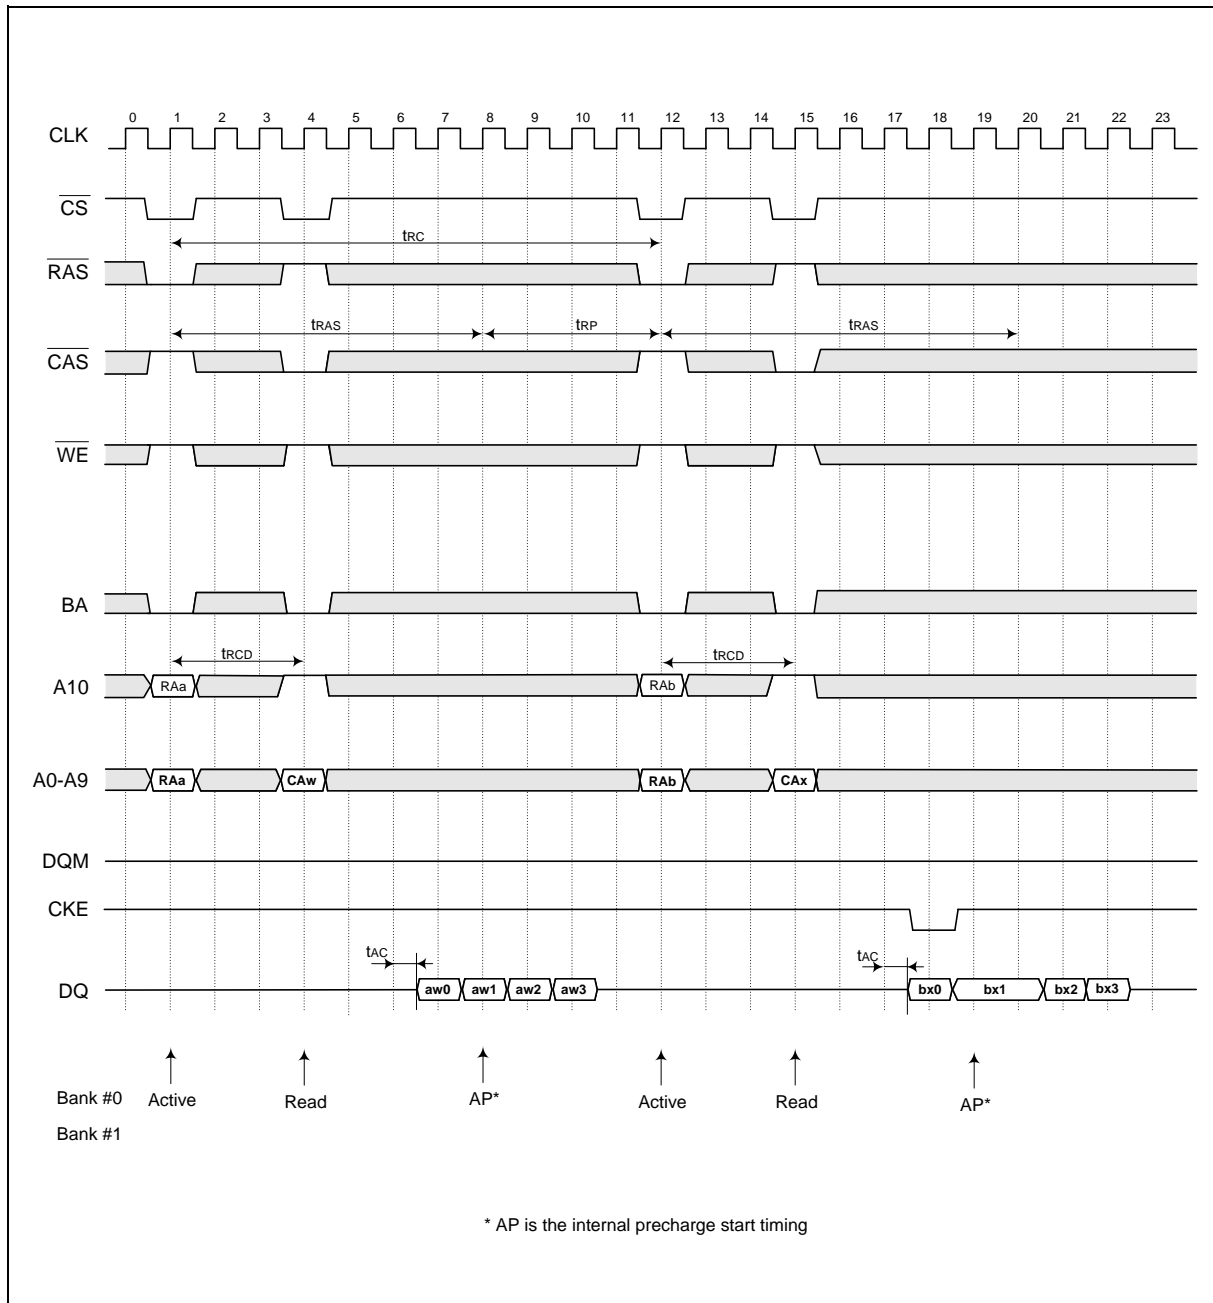 0 1 2 3 4 5 6 7 8 9 10 11 12 13 14 15 16 17 18 19 20 21 22 23
CLK
CS
tRC
RAS
tRAS tRP tRAS
CAS
WE
BA
tRCD tRCD
A10 RAa RAb
A0-A9 RAa CAw RAb CAx
DQM
CKE
tAC tAC
DQ aw0 aw1 aw2 aw3 bx0 bx1 bx2 bx3
Bank #0 Active Read AP* Active Read AP*
Bank #1
* AP is the internal precharge start timing